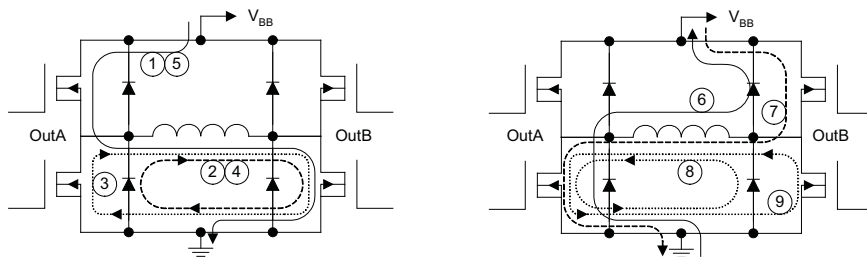 V_BB
① ⑤
OutA
OutB
③
② ④
V_BB
⑥
⑦
OutA
OutB
⑧
⑨